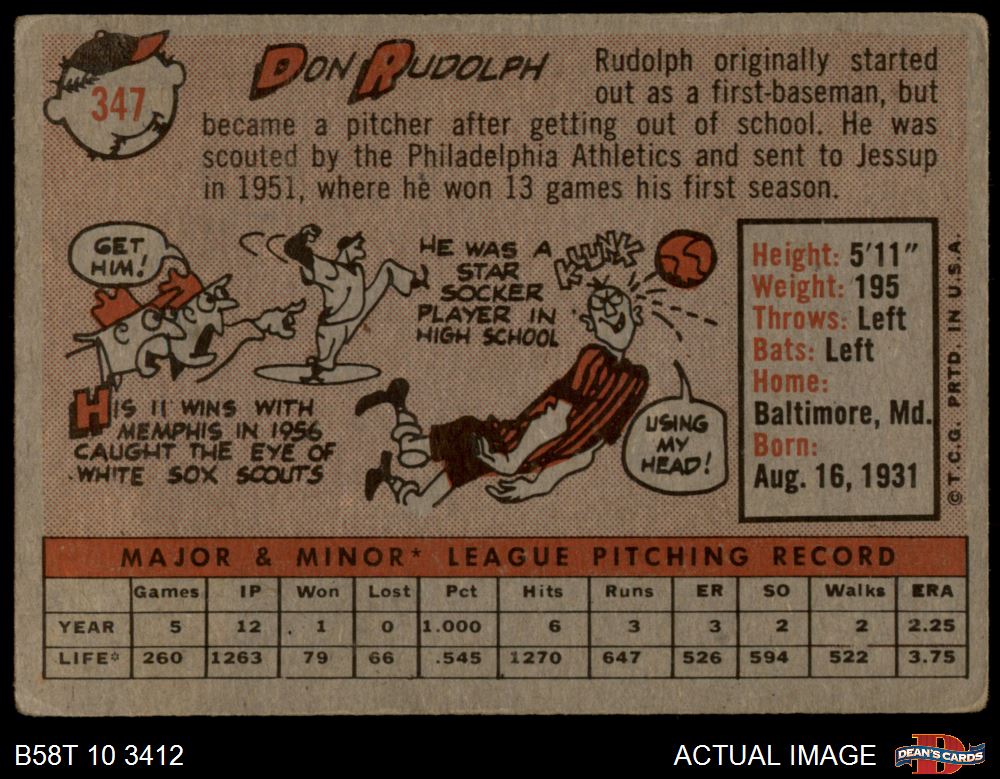 347
DON RUDOLPH
Rudolph originally started
out as a first-baseman, but
became a pitcher after getting out of school. He was
scouted by the Philadelphia Athletics and sent to Jessup
in 1951, where he won 13 games his first season.
GET
HIM!
HIS 11 WINS WITH
MEMPHIS IN 1956
CAUGHT THE EYE OF
WHITE SOX SCOUTS
HE WAS A
STAR
SOCKER
PLAYER IN
HIGH SCHOOL
KLUNK
USING
MY
HEAD!
Height: 5'11"
Weight: 195
Throws: Left
Bats: Left
Home:
Baltimore, Md.
Born:
Aug. 16, 1931
© T.C.G. PRTD. IN U.S.A.
MAJOR & MINOR* LEAGUE PITCHING RECORD
Games IP Won Lost Pct Hits Runs ER SO Walks ERA
YEAR 5 12 1 0 1.000 6 3 3 2 2 2.25
LIFE* 260 1263 79 66 .545 1270 647 526 594 522 3.75
B58T 10 3412
ACTUAL IMAGE
DEAN'S CARDS